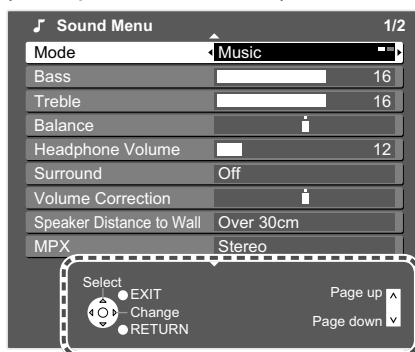 Sound Menu 1/2
Mode Music
Bass 16
Treble 16
Balance
Headphone Volume 12
Surround Off
Volume Correction
Speaker Distance to Wall Over 30cm
MPX Stereo
Select
EXIT
Page up
Change
Page down
RETURN